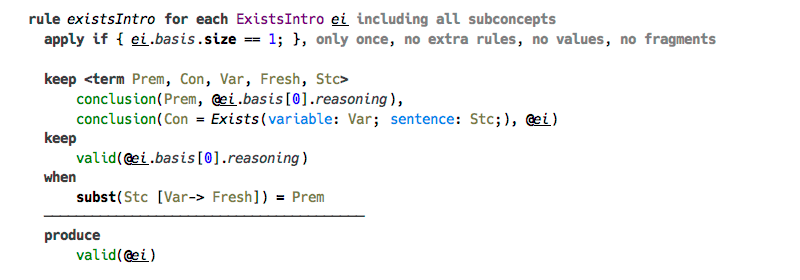 rule existsIntro for each ExistsIntro ei including all subconcepts
apply if { ei.basis.size == 1; }, only once, no extra rules, no values, no fragments
keep <term Prem, Con, Var, Fresh, Stc>
conclusion(Prem, @ei.basis[0].reasoning),
conclusion(Con = Exists(variable: Var; sentence: Stc;), @ei)
keep
valid(@ei.basis[0].reasoning)
when
subst(Stc [Var-> Fresh]) = Prem
produce
valid(@ei)